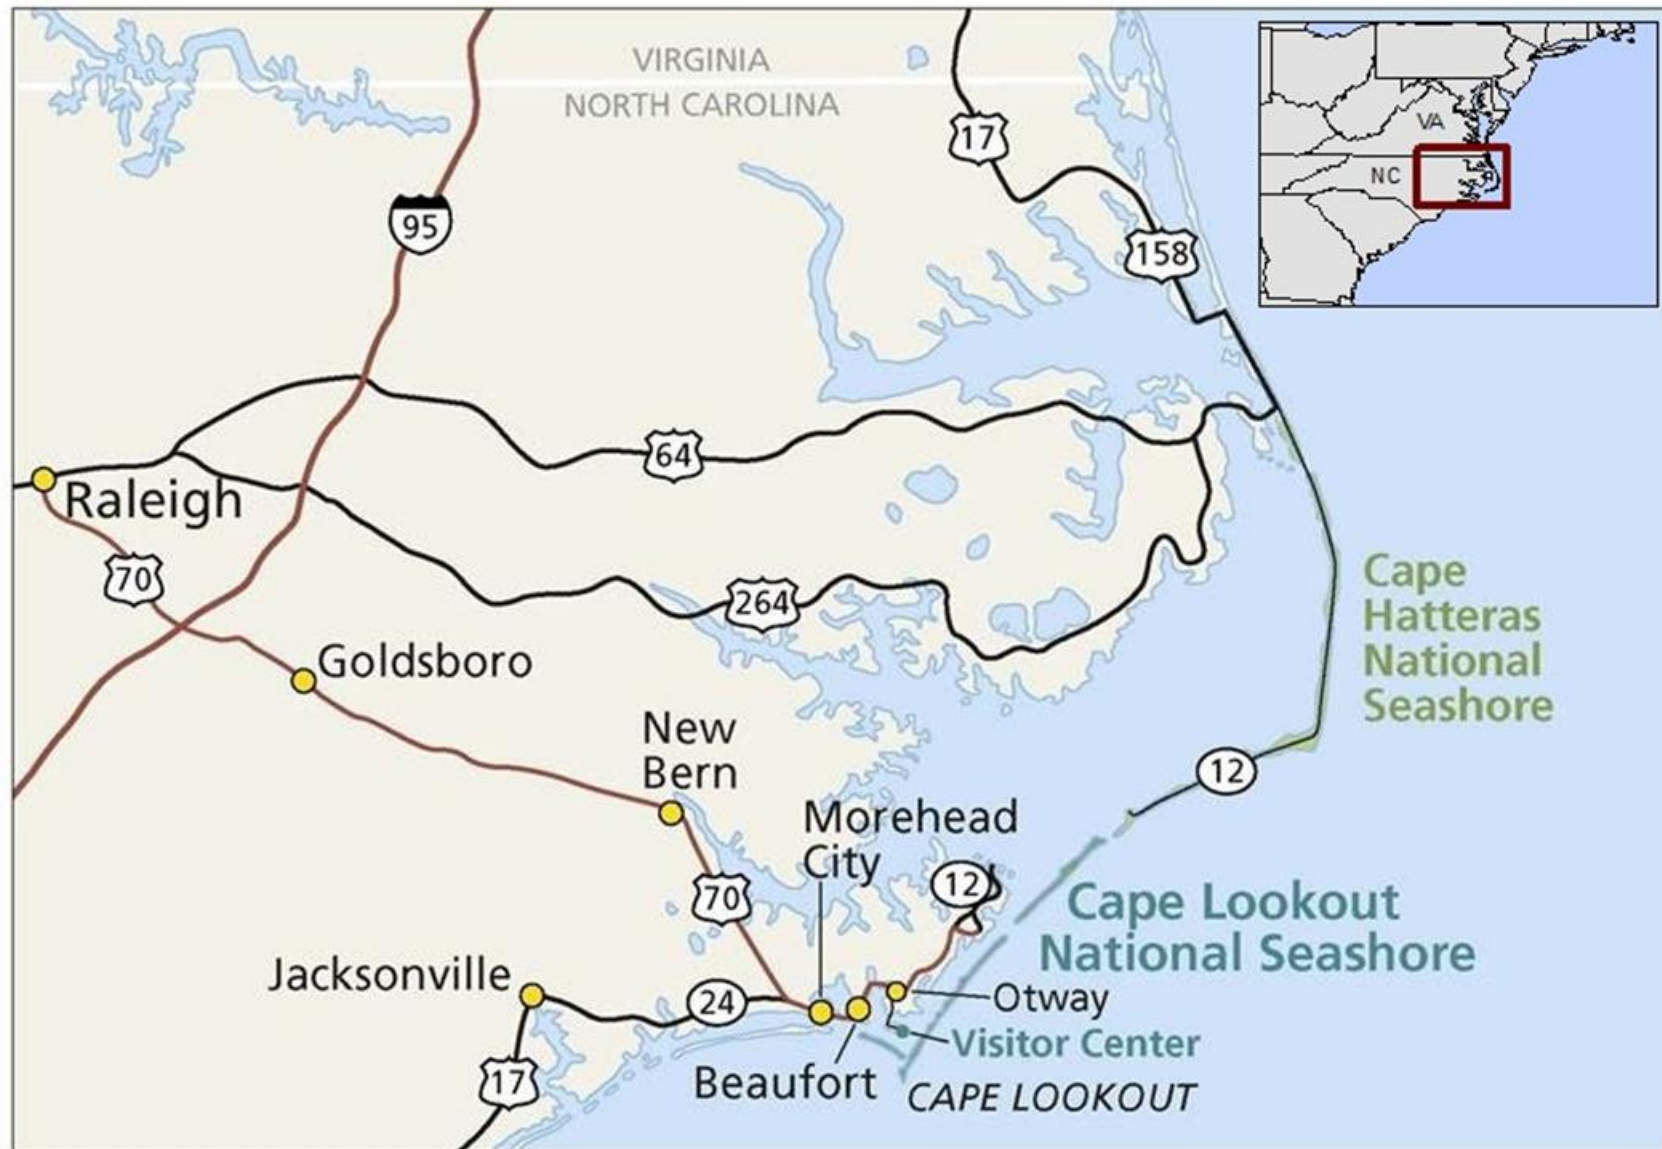 VIRGINIA
NORTH CAROLINA
17
VA
NC
95
158
64
Raleigh
70
264
Cape
Hatteras
National
Seashore
Goldsboro
New
Bern
12
Morehead
City
12
70
Cape Lookout
National Seashore
Jacksonville
24
Otway
Visitor Center
17
Beaufort
CAPE LOOKOUT